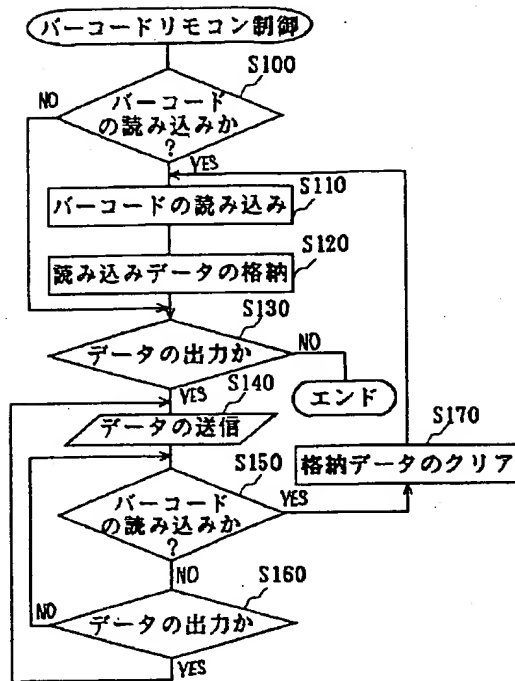 バーコードリモコン制御
S100
NO
バーコード
の読み込みか
?
YES
S110
バーコードの読み込み
S120
読み込みデータの格納
S130
データの出力か
NO
YES
エンド
S140
データの送信
S170
格納データのクリア
S150
バーコード
の読み込みか
?
YES
NO
S160
データの出力か
NO
YES